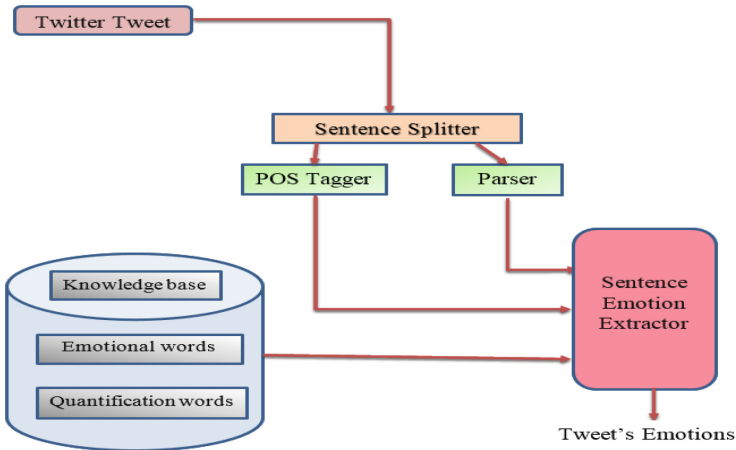 Twitter Tweet
Sentence Splitter
POS Tagger
Parser
Knowledge base
Emotional words
Quantification words
Sentence
Emotion
Extractor
Tweet's Emotions